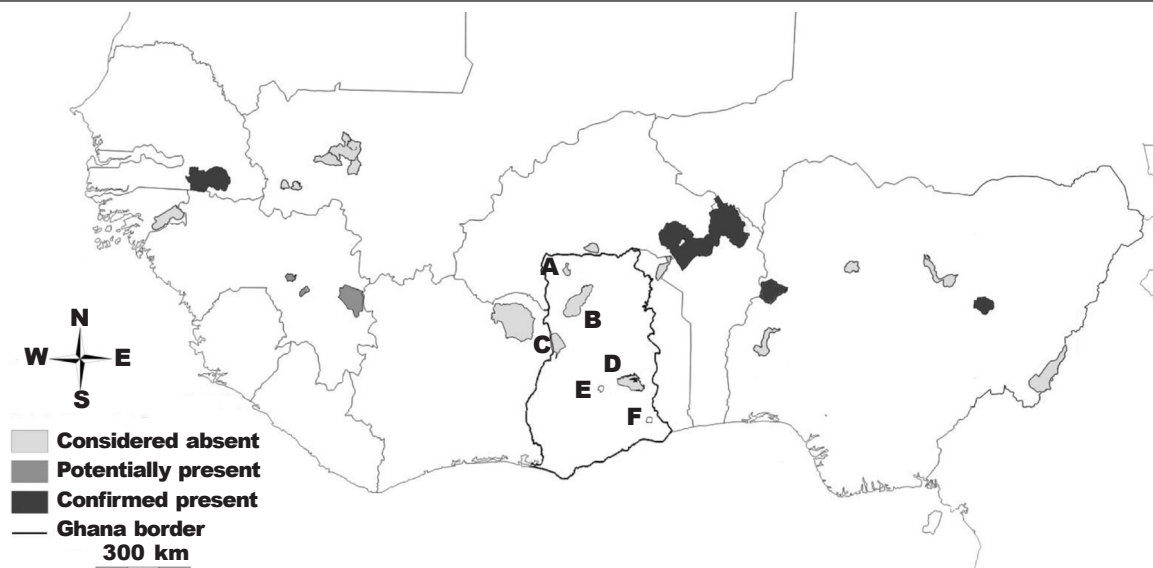 A
B
C
D
E
F
N
W E
S
Considered absent
Potentially present
Confirmed present
Ghana border
300 km